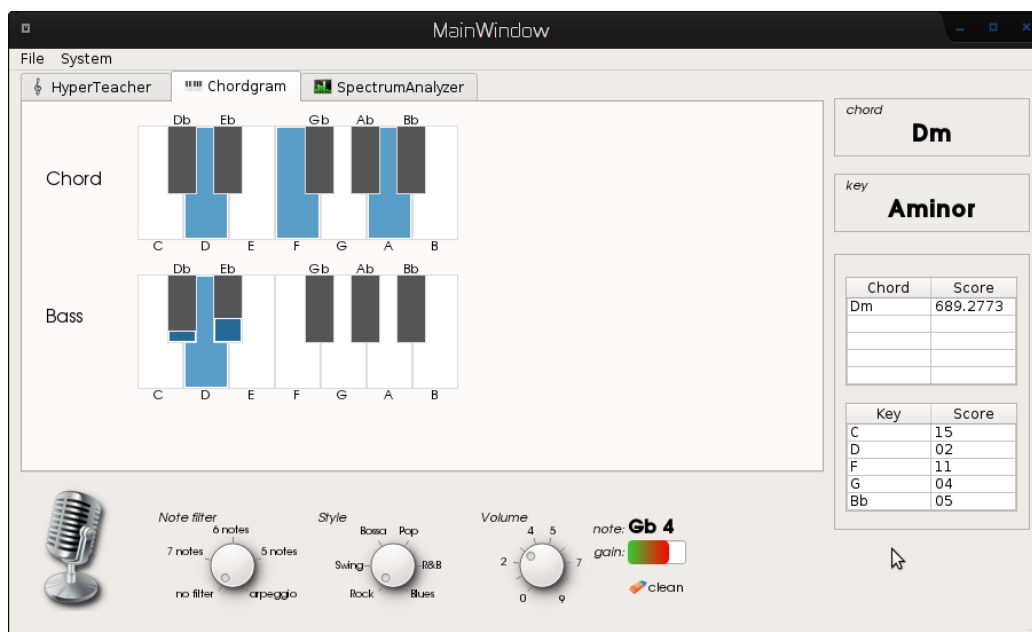 MainWindow
File System
HyperTeacher Chordgram SpectrumAnalyzer
chord
Dm
key
Aminor
Chord
Db Eb Gb Ab Bb
C D E F G A B
Bass
Db Eb Gb Ab Bb
C D E F G A B
Chord Score
Dm 689.2773
Key Score
C 15
D 02
F 11
G 04
Bb 05
Note filter
6 notes
7 notes 5 notes
no filter arpeggio
Style
Bossa Pop
Swing R&B
Rock Blues
Volume
4 5
2 7
0 9
note: Gb 4
gain:
clean